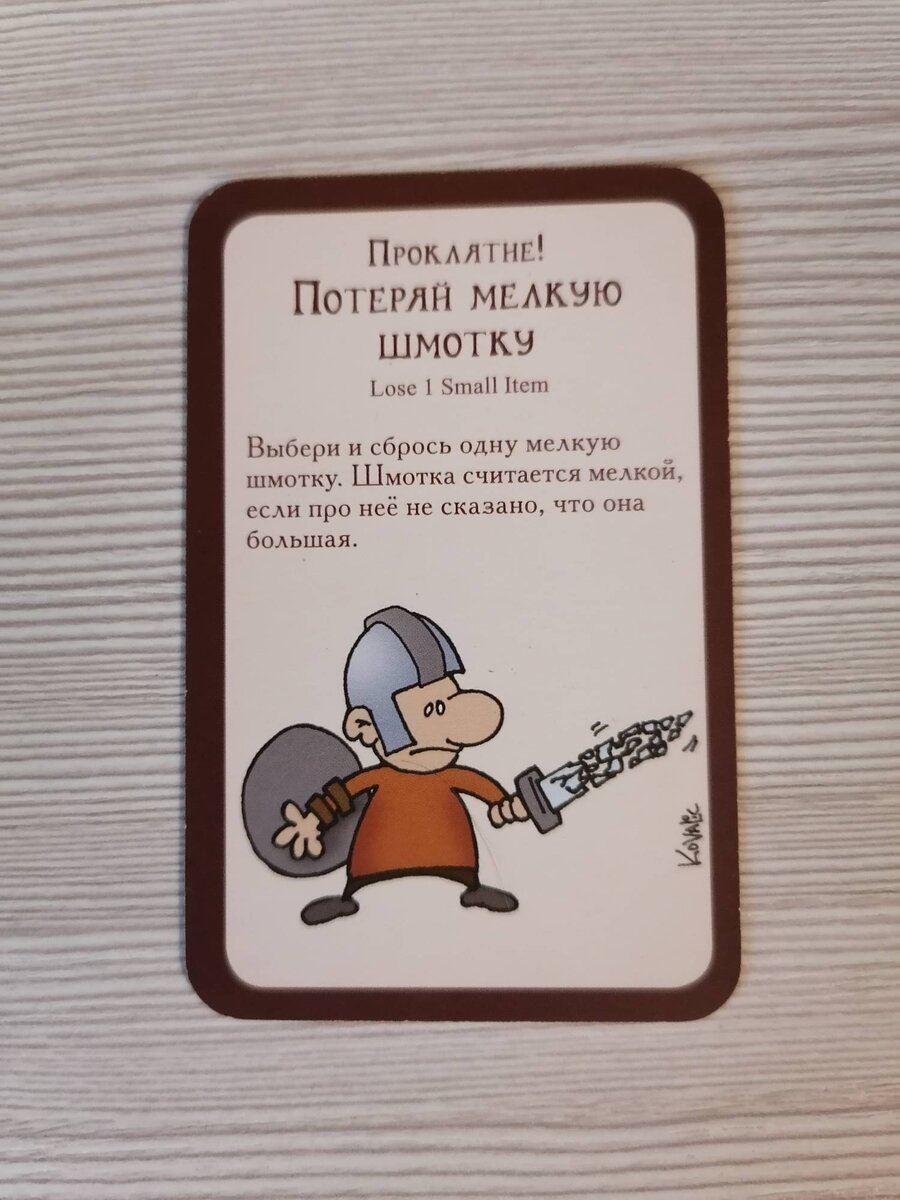 Проклятие!
Потеряй мелкую
шмотку
Lose 1 Small Item
Выбери и сбрось одну мелкую
шмотку. Шмотка считается мелкой,
если про неё не сказано, что она
большая.
Kovalic